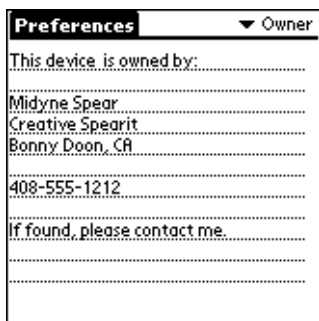 Preferences
Owner
This device is owned by:
Midyne Spear
Creative Spearit
Bonny Doon, CA
408-555-1212
If found, please contact me.